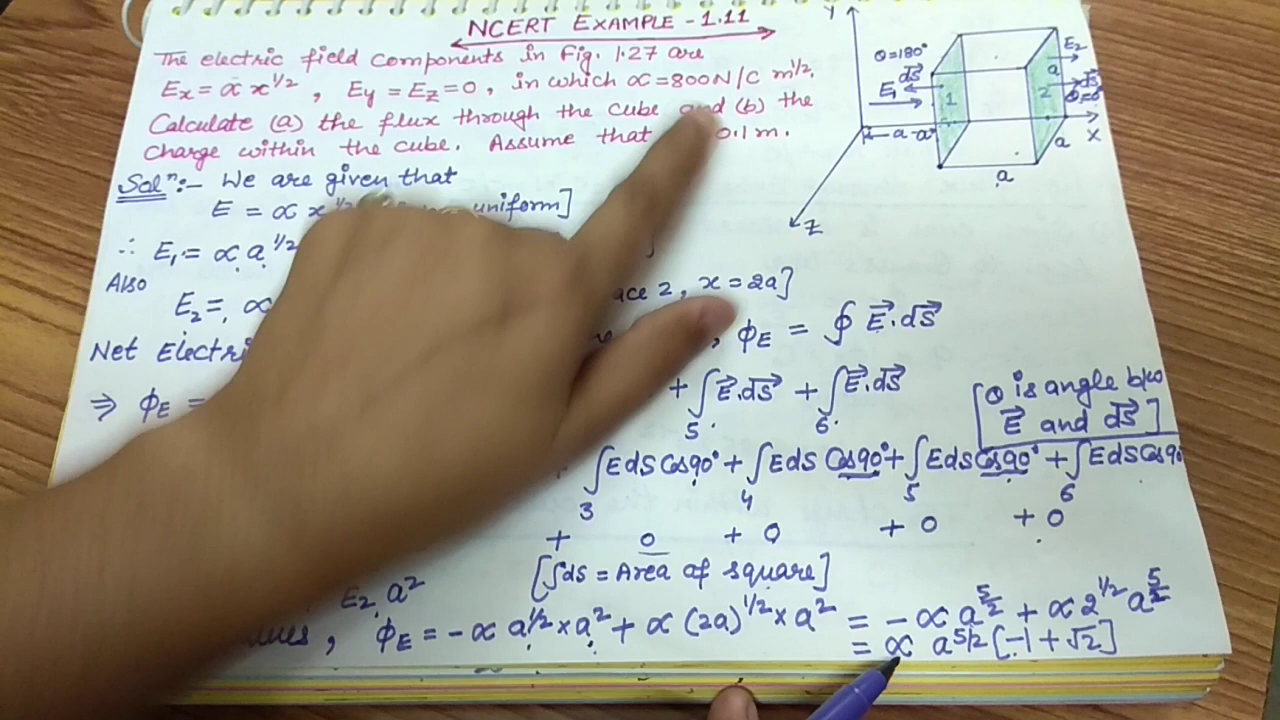 NCERT EXAMPLE - 1.11
The electric field components in Fig. 1.27 are
Ex = ∝ x^1/2 , Ey = Ez = 0 , in which ∝ = 800 N/C m^1/2.
Calculate (a) the flux through the cube and (b) the
charge within the cube. Assume that 0.1 m.
Y
θ=180°
dS
E1
1
E2
a
2
dS
X
a
a
a
Z
Solⁿ:- We are given that
E = ∝ x uniform]
∴ E1 = ∝ a^1/2
Also
E2 = ∝ ace 2, x = 2a]
Net Electri , ϕE = ∮ E.dS
⇒ ϕE = + ∫5 E.dS + ∫6 E.dS
[θ is angle b/w
E and dS]
+ ∫3 EdS Cos90° + ∫4 EdS Cos90° + ∫5 EdS Cos90° + ∫6 EdS Cos90
+ 0 + 0 + 0 + 0
[∫ds = Area of square]
E2 a²
, ϕE = -∝ a^1/2 × a² + ∝ (2a)^1/2 × a² = -∝ a^5/2 + ∝ 2^1/2 a^5/2
= ∝ a^5/2 [-1 + √2]